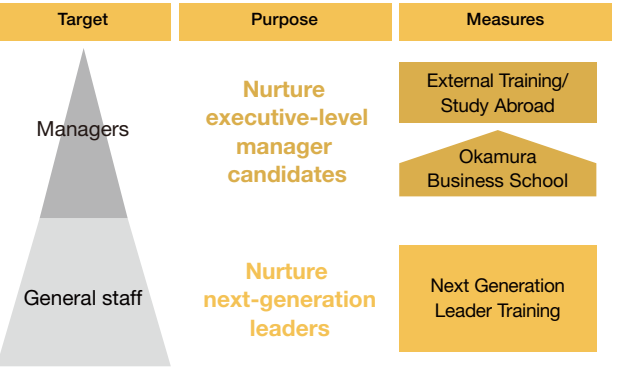 Target
Purpose
Measures
Managers
Nurture
executive-level
manager
candidates
External Training/
Study Abroad
Okamura
Business School
General staff
Nurture
next-generation
leaders
Next Generation
Leader Training